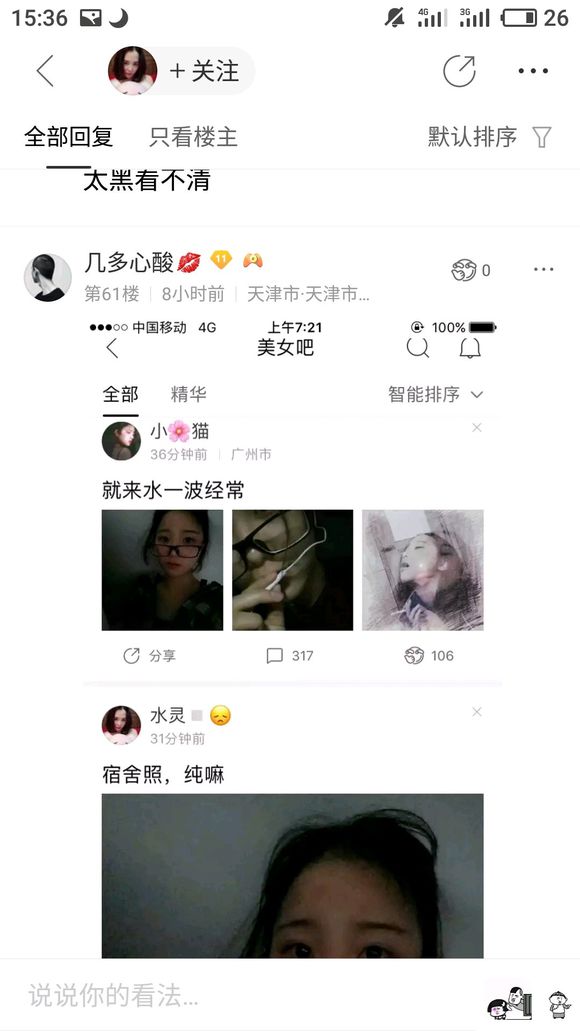 15:36 4G 3G 26
+ 关注
全部回复 只看楼主 默认排序
太黑看不清
几多心酸 11 0
第61楼 8小时前 天津市·天津市...
中国移动 4G 上午7:21 100%
美女吧
全部 精华 智能排序
小🌸猫
36分钟前 广州市
就来水一波经常
分享 317 106
水灵
31分钟前
宿舍照，纯嘛
说说你的看法...